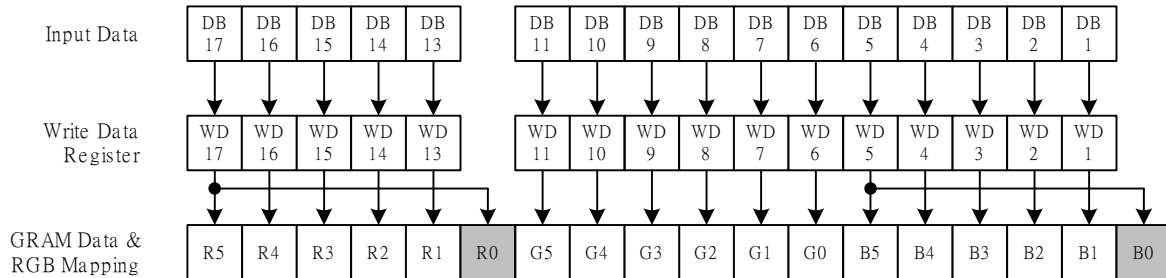 Input Data DB 17 DB 16 DB 15 DB 14 DB 13 DB 11 DB 10 DB 9 DB 8 DB 7 DB 6 DB 5 DB 4 DB 3 DB 2 DB 1
Write Data Register WD 17 WD 16 WD 15 WD 14 WD 13 WD 11 WD 10 WD 9 WD 8 WD 7 WD 6 WD 5 WD 4 WD 3 WD 2 WD 1
GRAM Data & RGB Mapping R5 R4 R3 R2 R1 R0 G5 G4 G3 G2 G1 G0 B5 B4 B3 B2 B1 B0